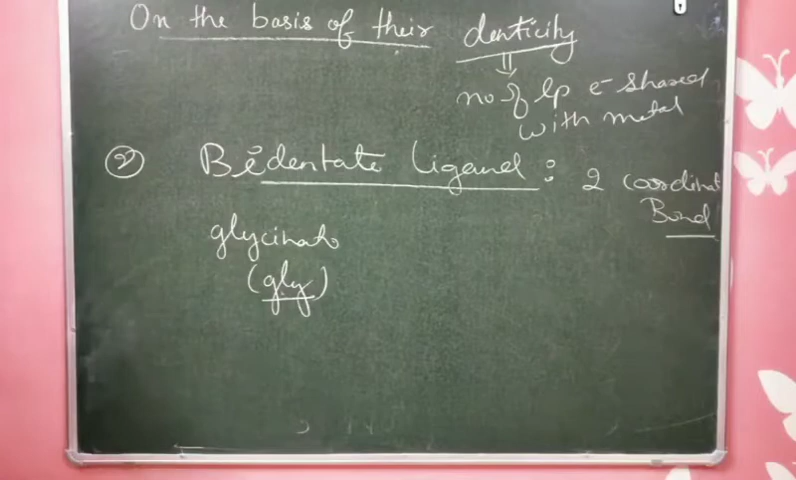 On the basis of their denticity
no of lp e- shared
with metal
(2) Bidentate ligand : 2 coordinat
Bond
glycinato
(gly)